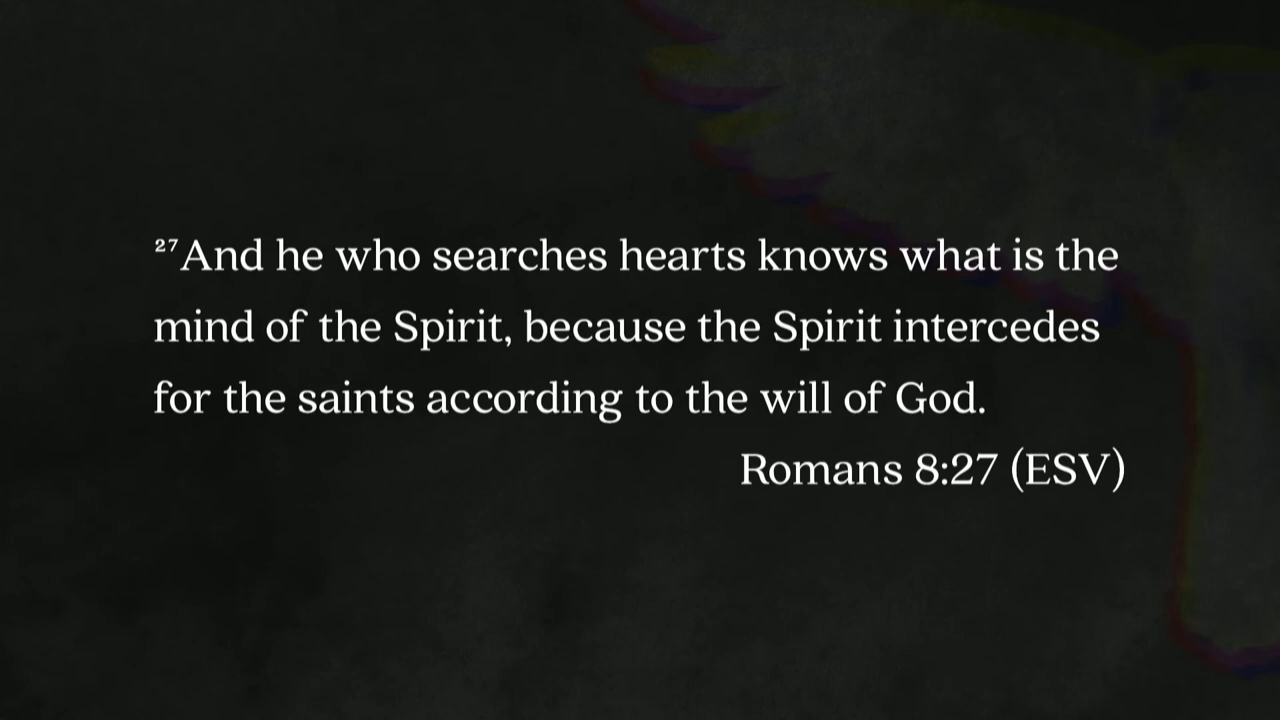 ²⁷And he who searches hearts knows what is the
mind of the Spirit, because the Spirit intercedes
for the saints according to the will of God.
Romans 8:27 (ESV)